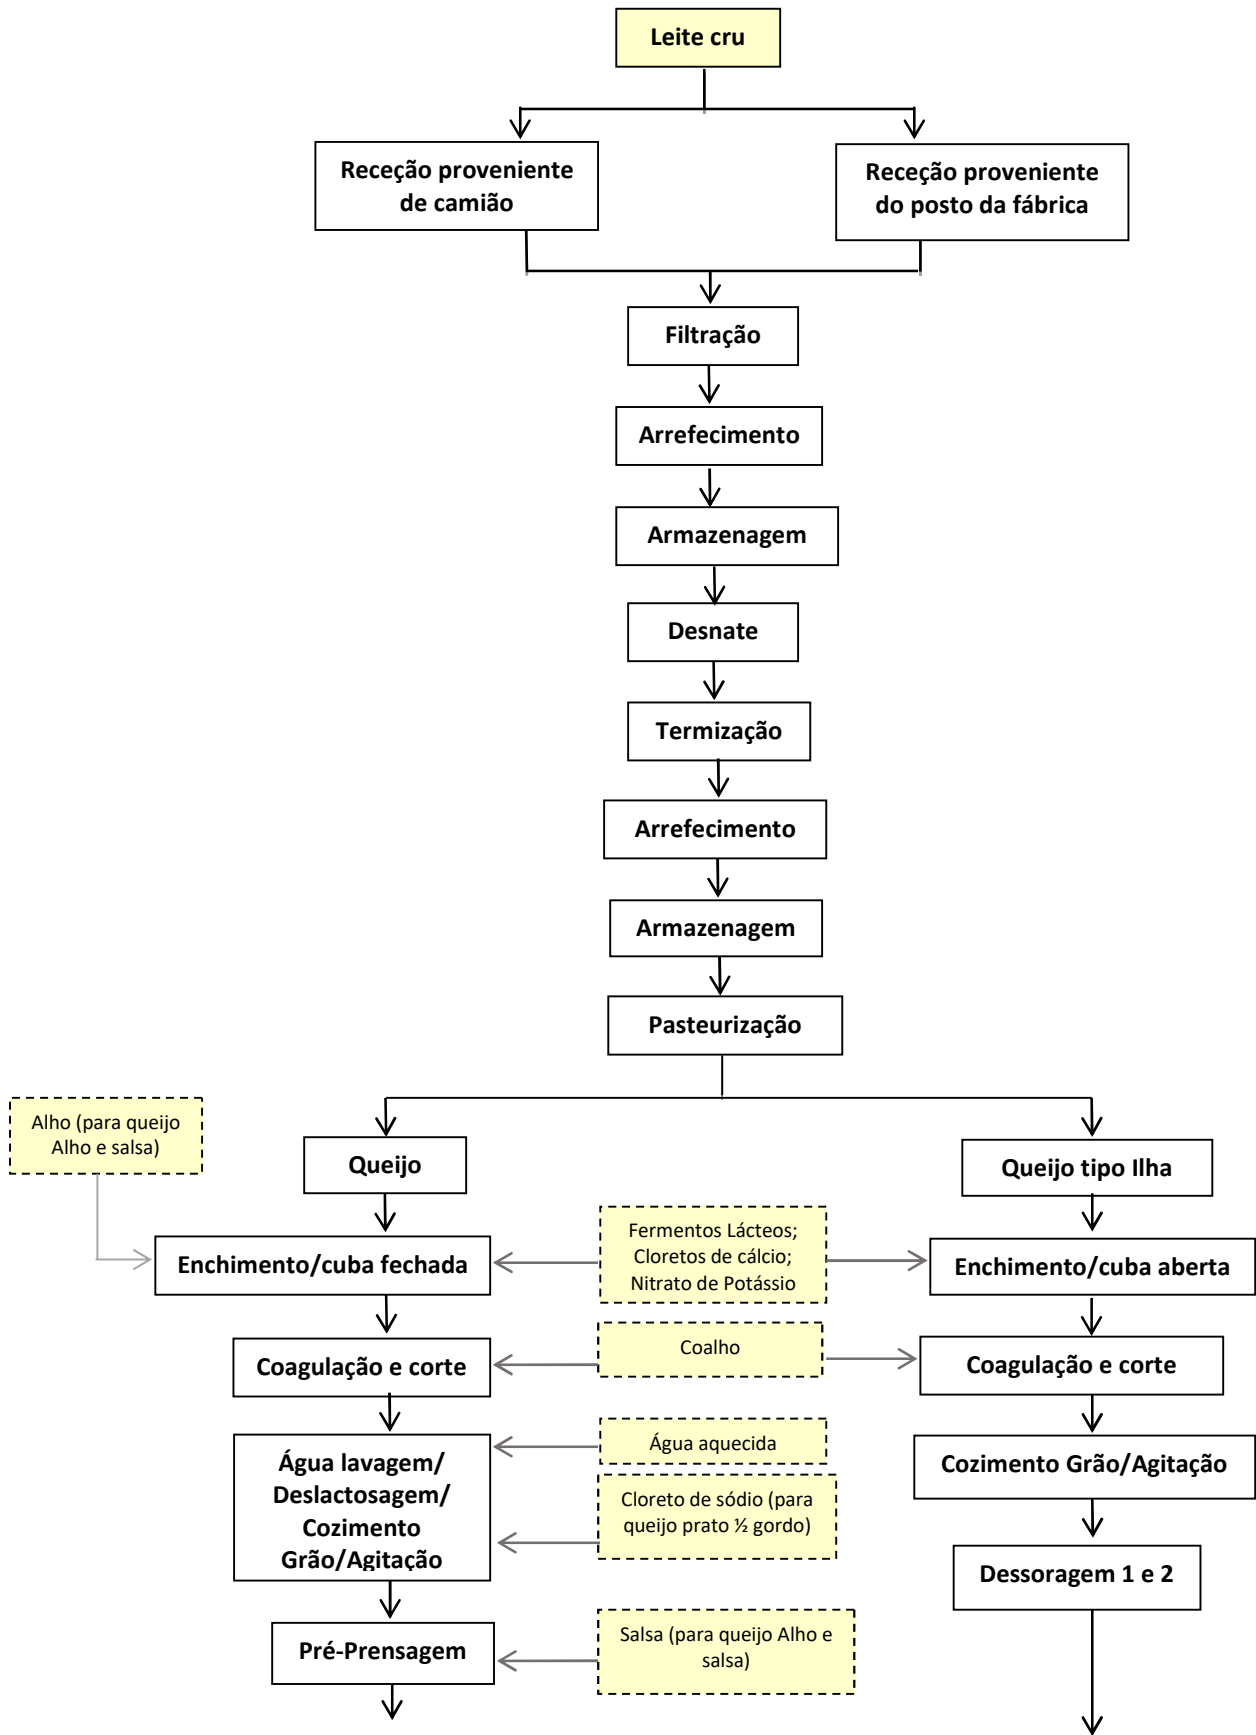 Leite cru
Receção proveniente
de camião
Receção proveniente
do posto da fábrica
Filtração
Arrefecimento
Armazenagem
Desnate
Termização
Arrefecimento
Armazenagem
Pasteurização
Alho (para queijo
Alho e salsa)
Queijo
Queijo tipo Ilha
Fermentos Lácteos;
Cloretos de cálcio;
Nitrato de Potássio
Enchimento/cuba fechada
Enchimento/cuba aberta
Coalho
Coagulação e corte
Coagulação e corte
Água aquecida
Água lavagem/
Deslactosagem/
Cozimento
Grão/Agitação
Cozimento Grão/Agitação
Cloreto de sódio (para
queijo prato ½ gordo)
Dessoragem 1 e 2
Pré-Prensagem
Salsa (para queijo Alho e
salsa)